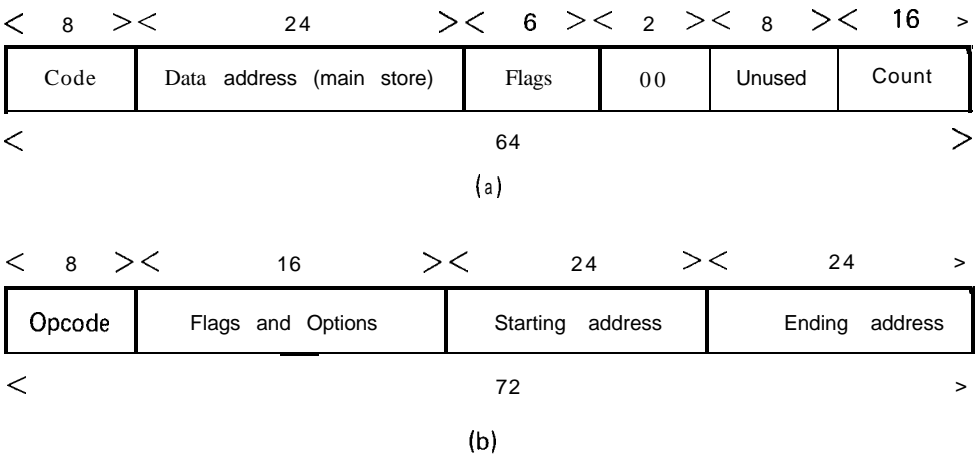 < 8 >< 24 >< 6 >< 2 >< 8 >< 16 >
Code Data address (main store) Flags 00 Unused Count
< 64 >
(a)
< 8 >< 16 >< 24 >< 24 >
Opcode Flags and Options Starting address Ending address
< 72 >
(b)